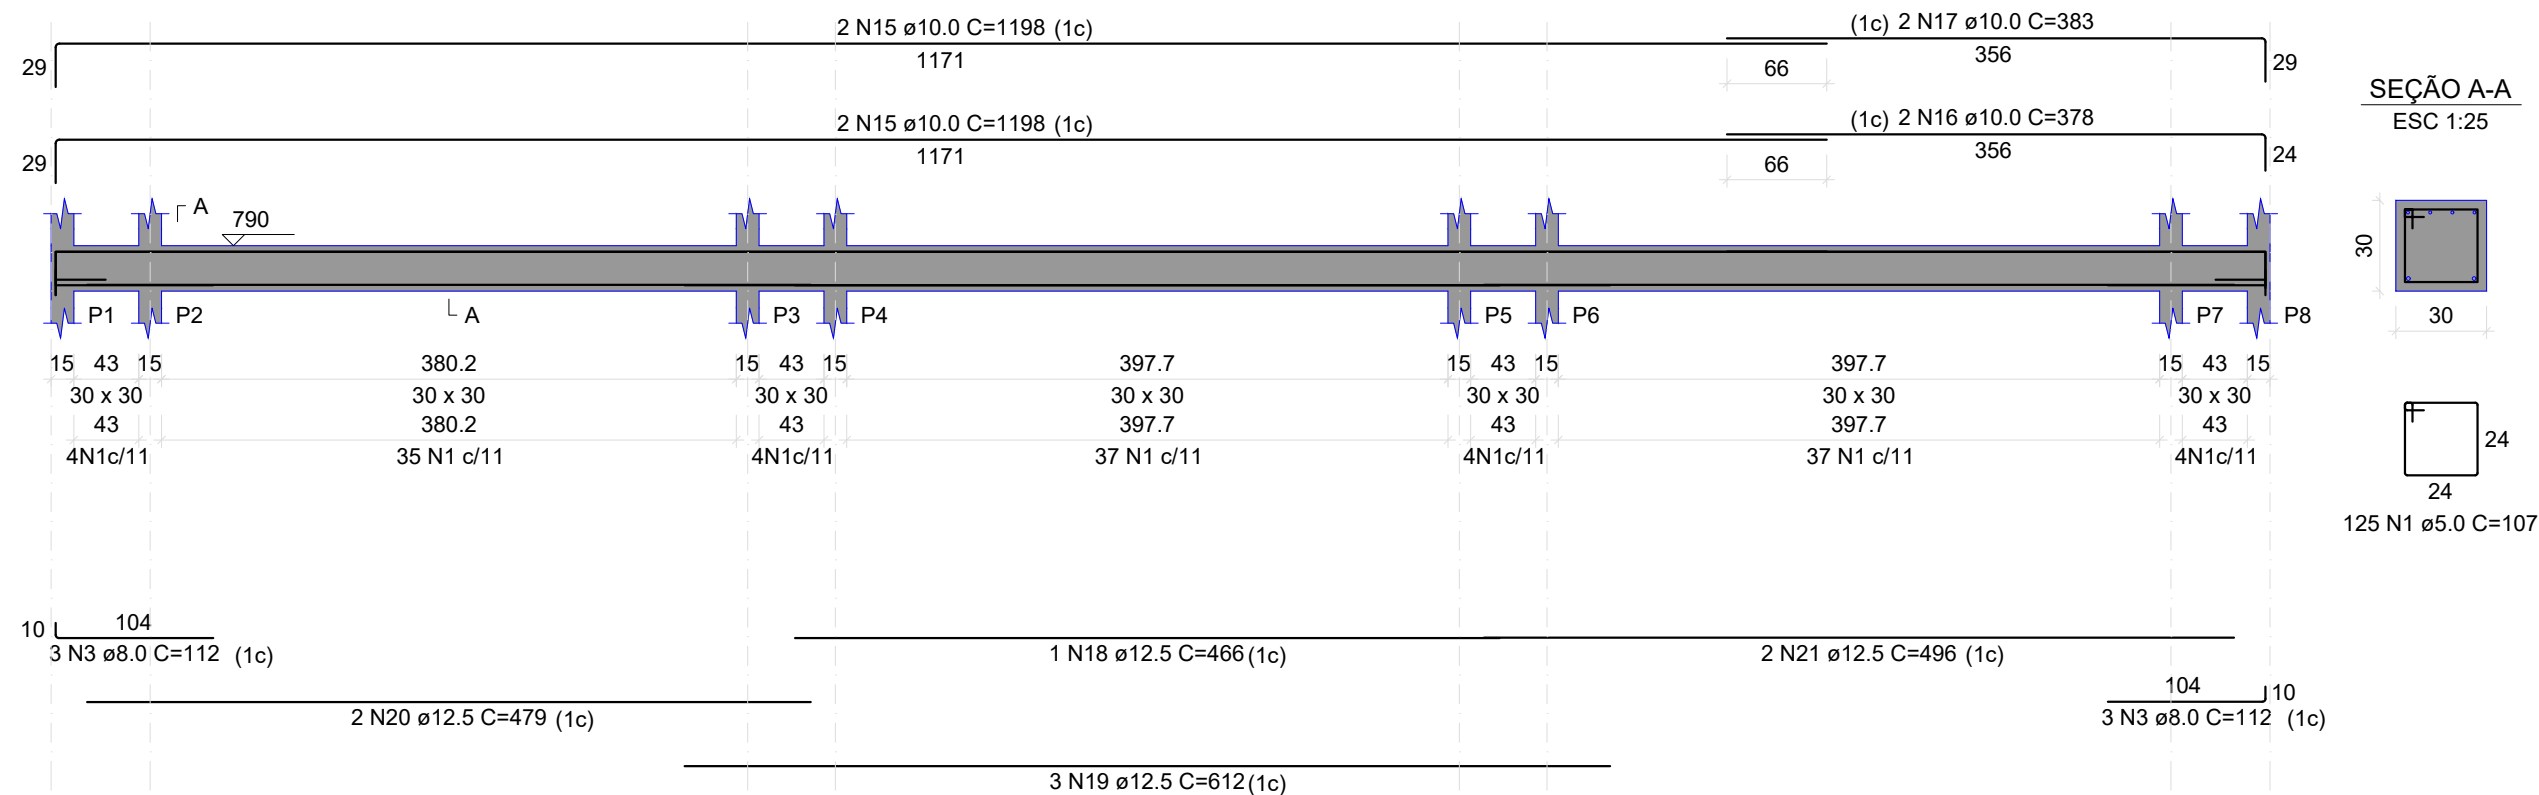 2 N15 ø10.0 C=1198 (1c)
(1c) 2 N17 ø10.0 C=383
29
1171
66
356
29
SEÇÃO A-A
ESC 1:25
2 N15 ø10.0 C=1198 (1c)
(1c) 2 N16 ø10.0 C=378
29
1171
66
356
24
A
790
30
30
P1
P2
A
P3
P4
P5
P6
P7
P8
15 43 15 380.2 15 43 15 397.7 15 43 15 397.7 15 43 15
30 x 30 30 x 30 30 x 30 30 x 30 30 x 30 30 x 30 30 x 30
43 380.2 43 397.7 43 397.7 43
4N1c/11 35 N1 c/11 4N1c/11 37 N1 c/11 4N1c/11 37 N1 c/11 4N1c/11
24
24
125 N1 ø5.0 C=107
10
104
3 N3 ø8.0 C=112 (1c)
1 N18 ø12.5 C=466 (1c)
2 N21 ø12.5 C=496 (1c)
104
10
3 N3 ø8.0 C=112 (1c)
2 N20 ø12.5 C=479 (1c)
3 N19 ø12.5 C=612 (1c)